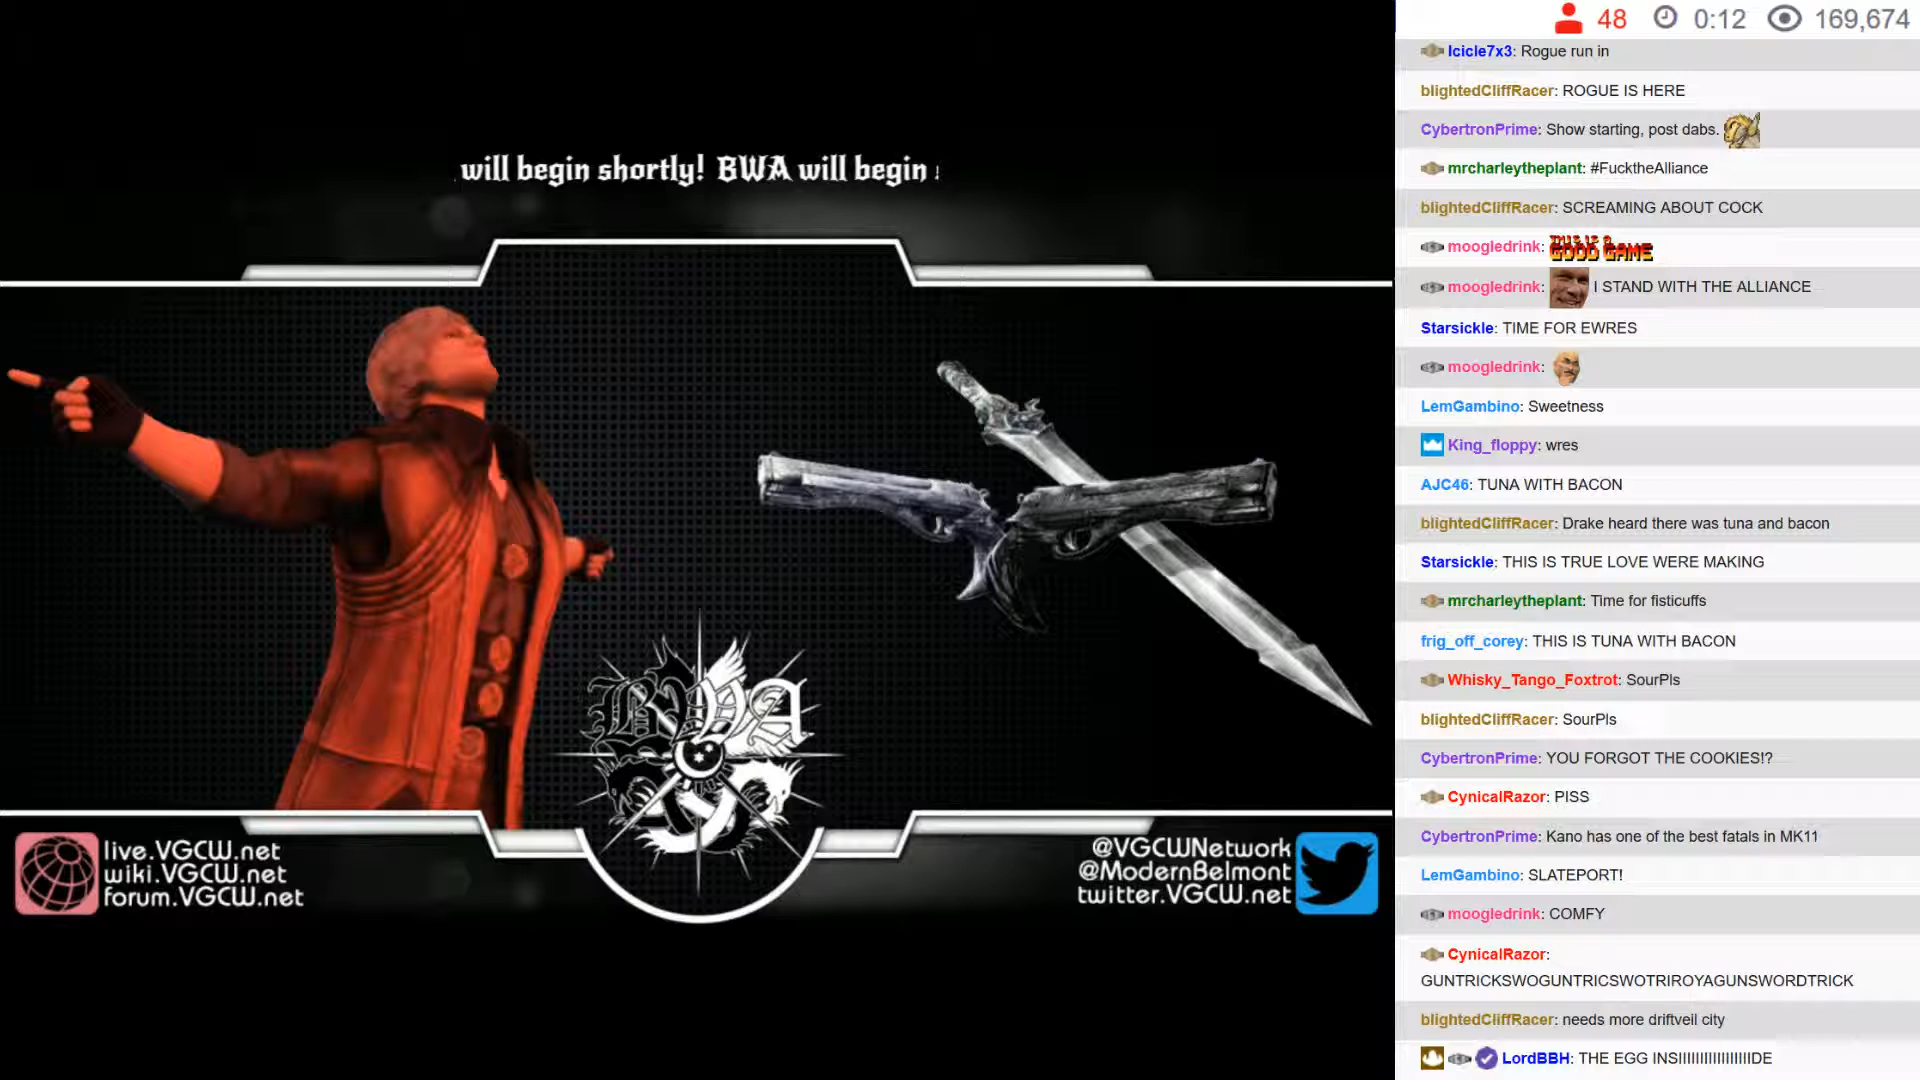 will begin shortly! BWA will begin
BWA
live.VGCW.net
wiki.VGCW.net
forum.VGCW.net
@VGCWNetwork
@ModernBelmont
twitter.VGCW.net
48 0:12 169,674
Icicle7x3: Rogue run in
blightedCliffRacer: ROGUE IS HERE
CybertronPrime: Show starting, post dabs.
mrcharleytheplant: #FucktheAlliance
blightedCliffRacer: SCREAMING ABOUT COCK
moogledrink: THIS IS A GOOD GAME
moogledrink: I STAND WITH THE ALLIANCE
Starsickle: TIME FOR EWRES
moogledrink:
LemGambino: Sweetness
King_floppy: wres
AJC46: TUNA WITH BACON
blightedCliffRacer: Drake heard there was tuna and bacon
Starsickle: THIS IS TRUE LOVE WERE MAKING
mrcharleytheplant: Time for fisticuffs
frig_off_corey: THIS IS TUNA WITH BACON
Whisky_Tango_Foxtrot: SourPls
blightedCliffRacer: SourPls
CybertronPrime: YOU FORGOT THE COOKIES!?
CynicalRazor: PISS
CybertronPrime: Kano has one of the best fatals in MK11
LemGambino: SLATEPORT!
moogledrink: COMFY
CynicalRazor:
GUNTRICKSWOGUNTRICSWOTRIROYAGUNSWORDTRICK
blightedCliffRacer: needs more driftveil city
LordBBH: THE EGG INSIIIIIIIIIIIIIIIIIDE